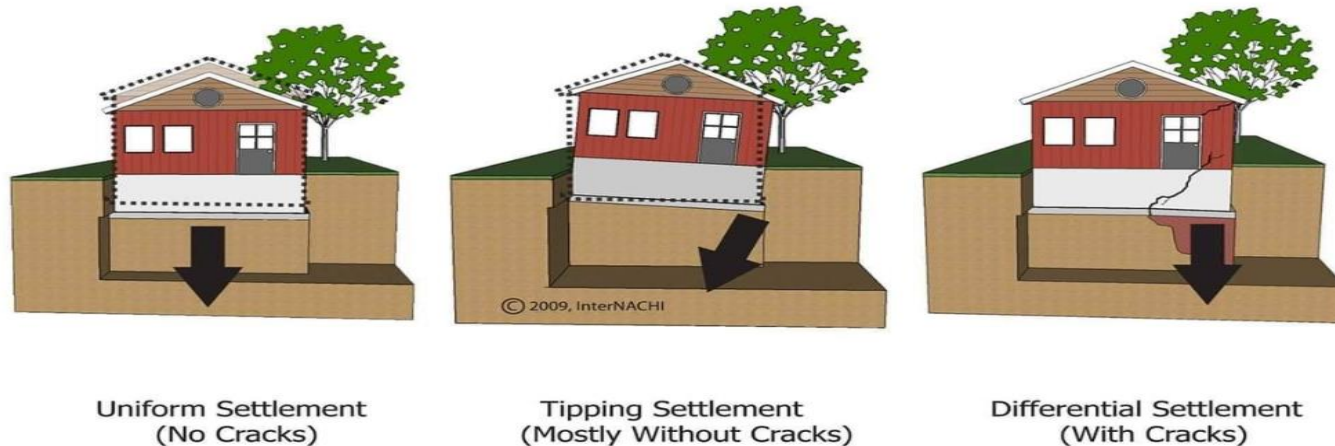 © 2009, InterNACHI
Uniform Settlement
(No Cracks)
Tipping Settlement
(Mostly Without Cracks)
Differential Settlement
(With Cracks)